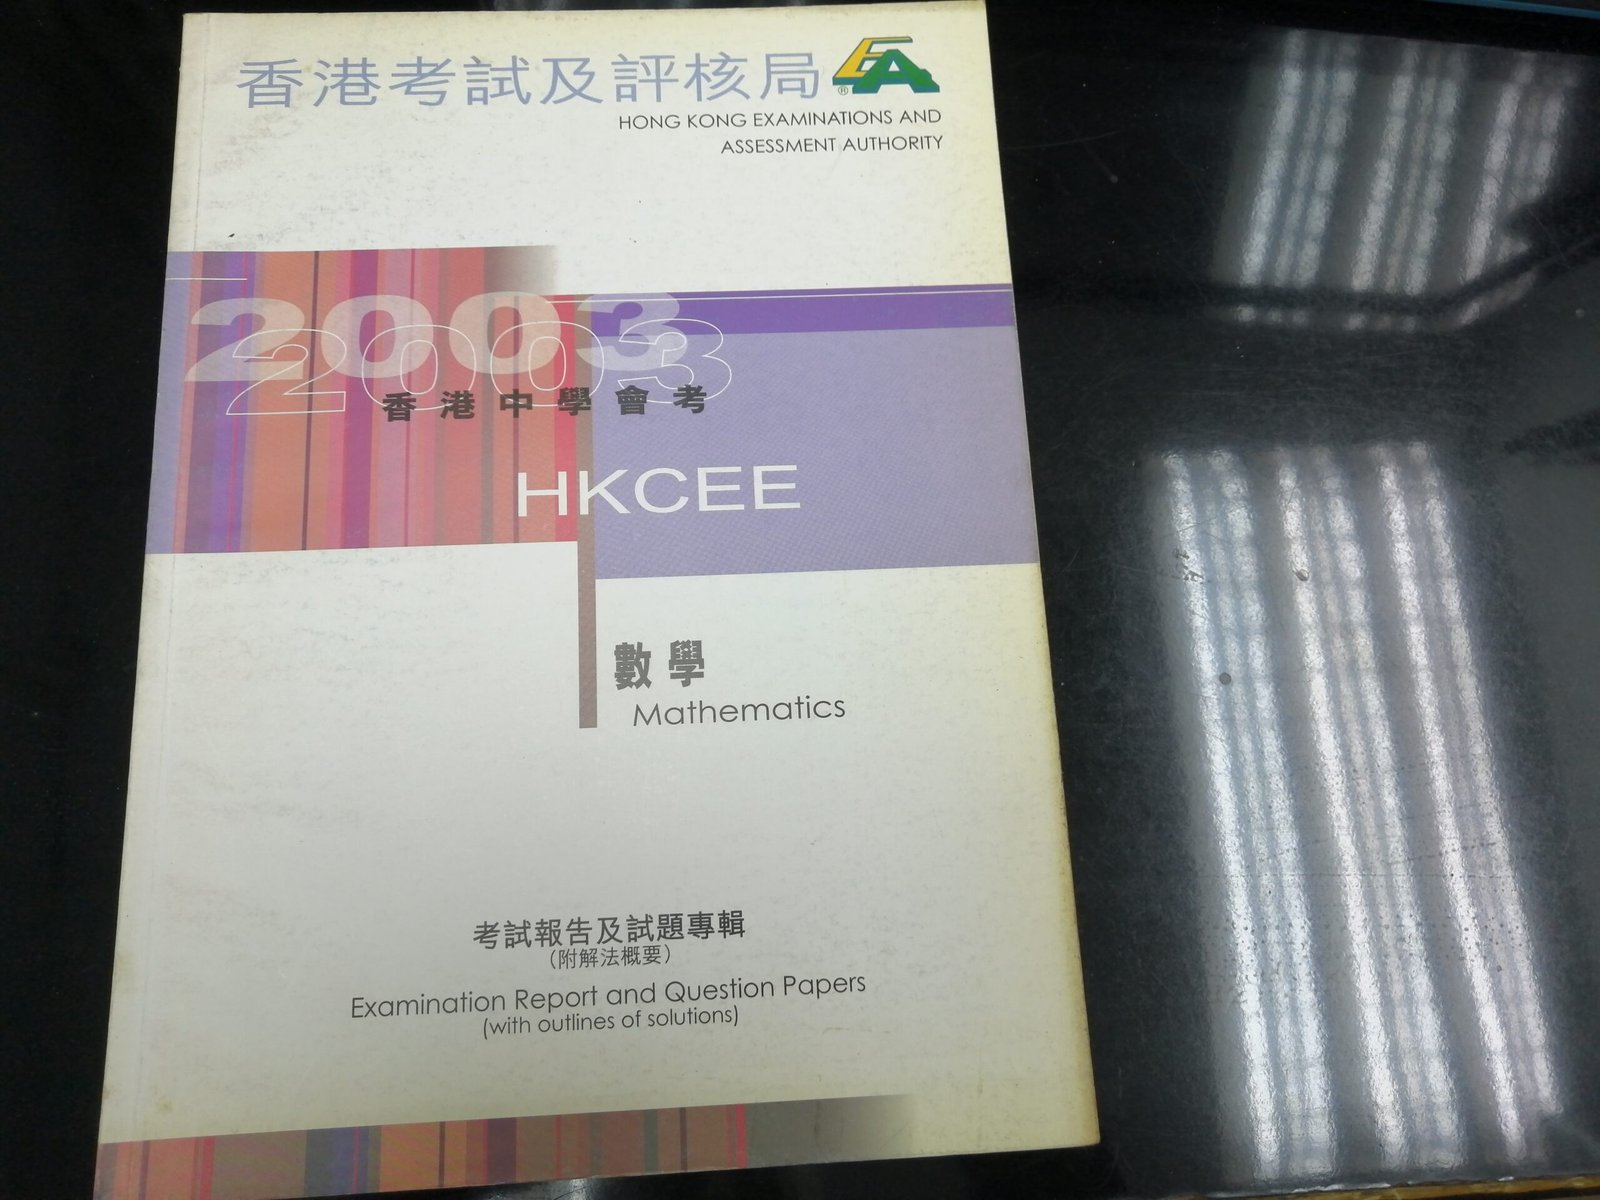 香港考試及評核局 EA ®
HONG KONG EXAMINATIONS AND
ASSESSMENT AUTHORITY
2003
2003
香港中學會考
HKCEE
數學
Mathematics
考試報告及試題專輯
（附解法概要）
Examination Report and Question Papers
(with outlines of solutions)